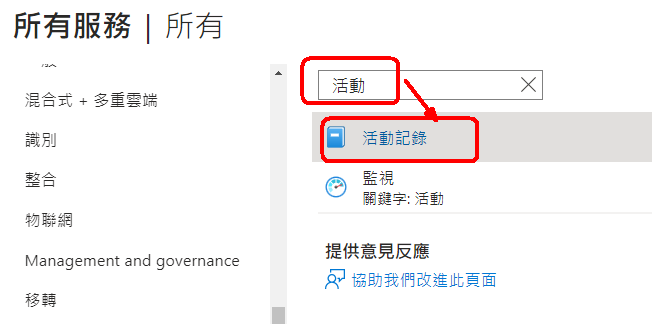 所有服務 | 所有
混合式 + 多重雲端
識別
整合
物聯網
Management and governance
移轉
活動
活動記錄
監視
關鍵字: 活動
提供意見反應
協助我們改進此頁面